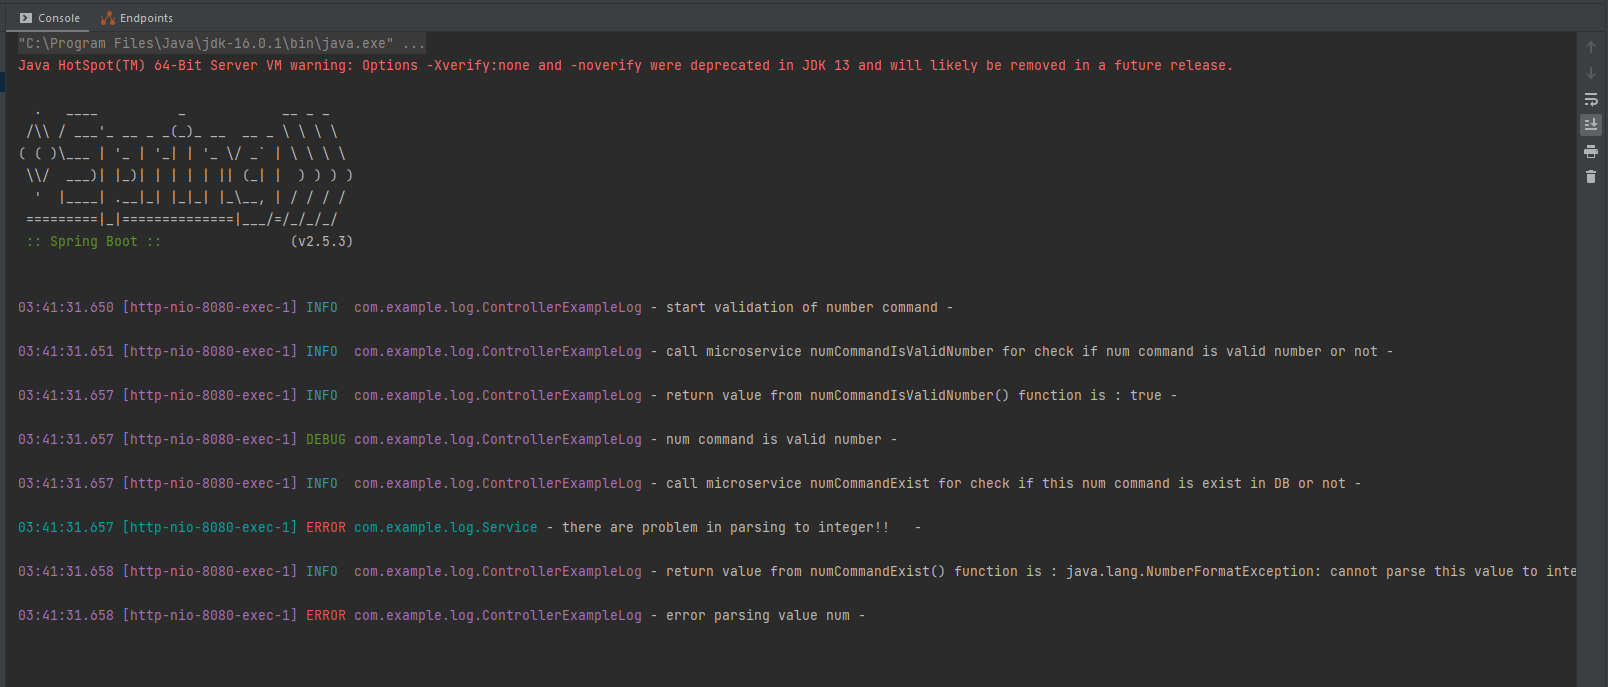 Console Endpoints
"C:\Program Files\Java\jdk-16.0.1\bin\java.exe" ...
Java HotSpot(TM) 64-Bit Server VM warning: Options -Xverify:none and -noverify were deprecated in JDK 13 and will likely be removed in a future release.
  .   ____          _            __ _ _
 /\\ / ___'_ __ _ _(_)_ __  __ _ \ \ \ \
( ( )\___ | '_ | '_| | '_ \/ _` | \ \ \ \
 \\/  ___)| |_)| | | | | || (_| |  ) ) ) )
  '  |____| .__|_| |_|_| |_\__, | / / / /
 =========|_|==============|___/=/_/_/_/
 :: Spring Boot ::                (v2.5.3)
03:41:31.650 [http-nio-8080-exec-1] INFO  com.example.log.ControllerExampleLog - start validation of number command -
03:41:31.651 [http-nio-8080-exec-1] INFO  com.example.log.ControllerExampleLog - call microservice numCommandIsValidNumber for check if num command is valid number or not -
03:41:31.657 [http-nio-8080-exec-1] INFO  com.example.log.ControllerExampleLog - return value from numCommandIsValidNumber() function is : true -
03:41:31.657 [http-nio-8080-exec-1] DEBUG com.example.log.ControllerExampleLog - num command is valid number -
03:41:31.657 [http-nio-8080-exec-1] INFO  com.example.log.ControllerExampleLog - call microservice numCommandExist for check if this num command is exist in DB or not -
03:41:31.657 [http-nio-8080-exec-1] ERROR com.example.log.Service - there are problem in parsing to integer!!   -
03:41:31.658 [http-nio-8080-exec-1] INFO  com.example.log.ControllerExampleLog - return value from numCommandExist() function is : java.lang.NumberFormatException: cannot parse this value to inte
03:41:31.658 [http-nio-8080-exec-1] ERROR com.example.log.ControllerExampleLog - error parsing value num -